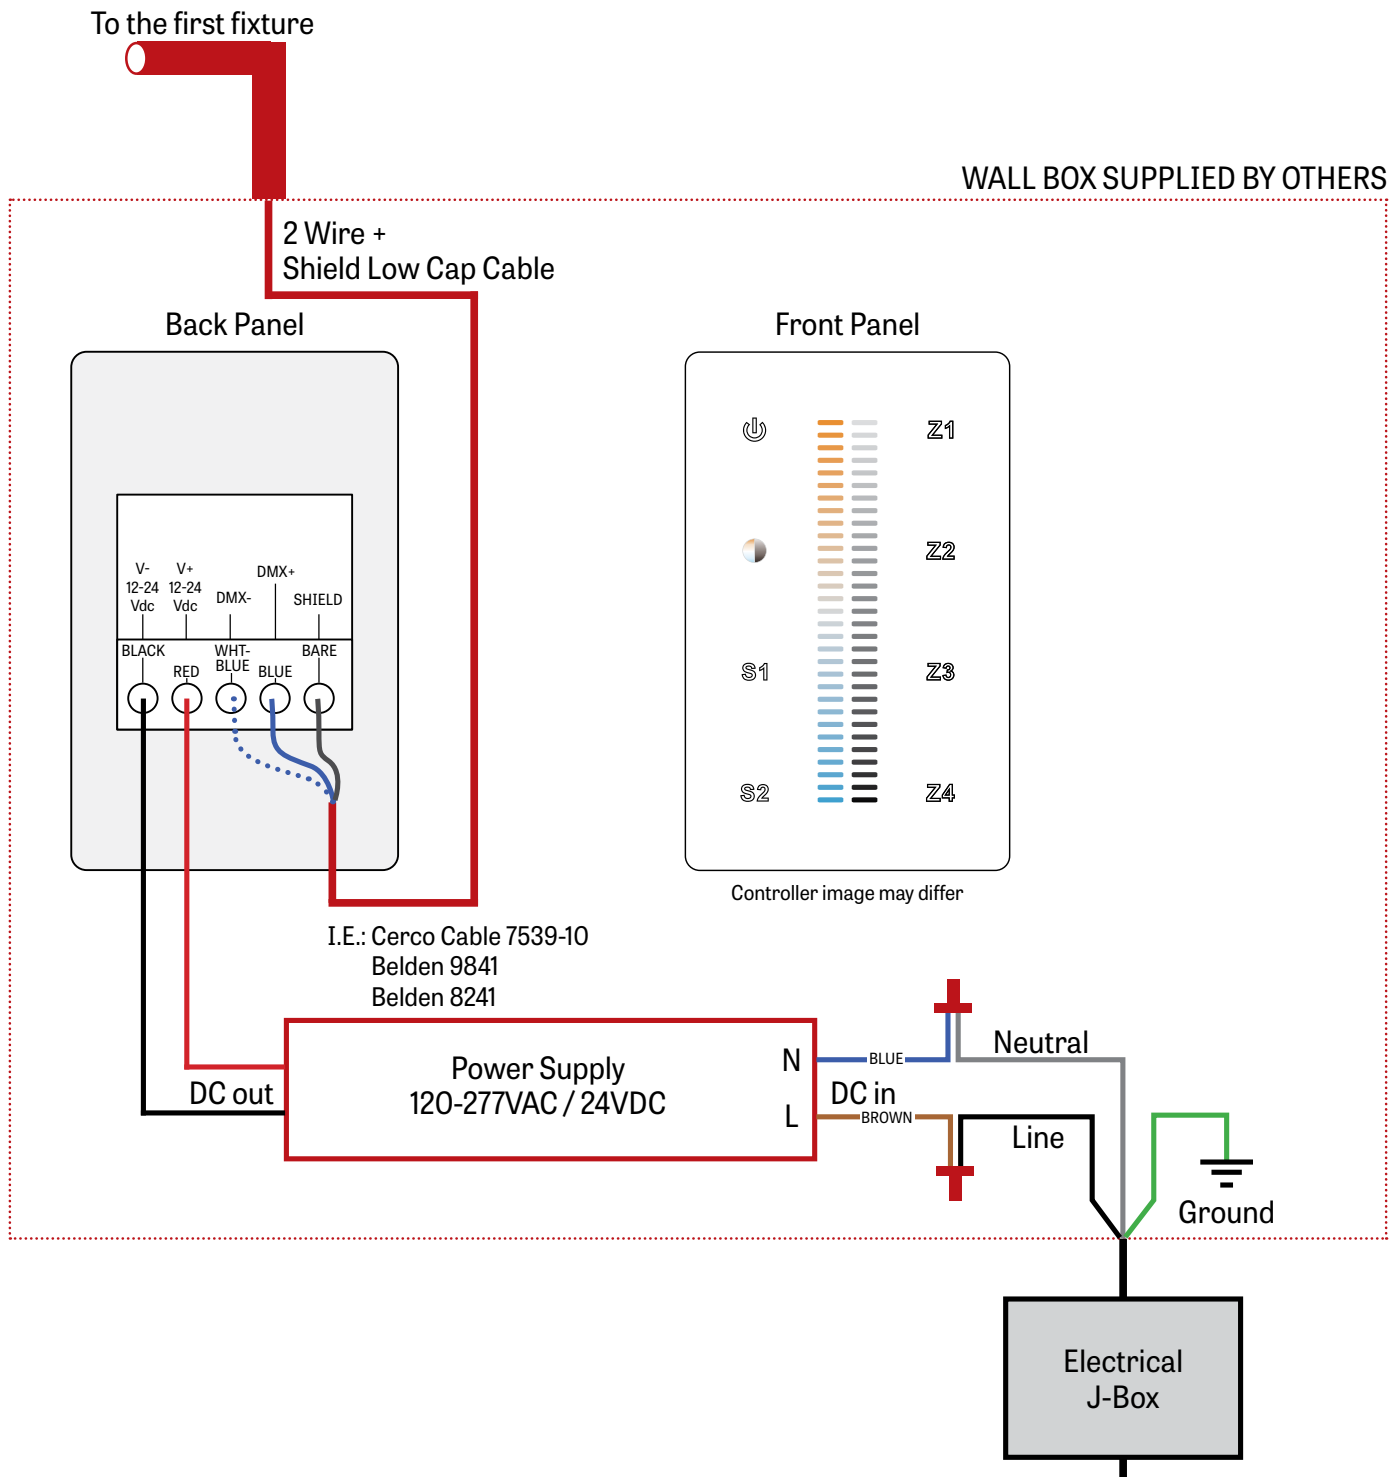 To the first fixture
WALL BOX SUPPLIED BY OTHERS
2 Wire +
Shield Low Cap Cable
Back Panel
Front Panel
V-
12-24
Vdc
V+
12-24
Vdc
DMX-
DMX+
SHIELD
BLACK
RED
WHT-
BLUE
BLUE
BARE
Z1
Z2
S1
Z3
S2
Z4
Controller image may differ
I.E.: Cerco Cable 7539-10
Belden 9841
Belden 8241
Power Supply
120-277VAC / 24VDC
DC out
N
L
BLUE
DC in
BROWN
Neutral
Line
Ground
Electrical
J-Box